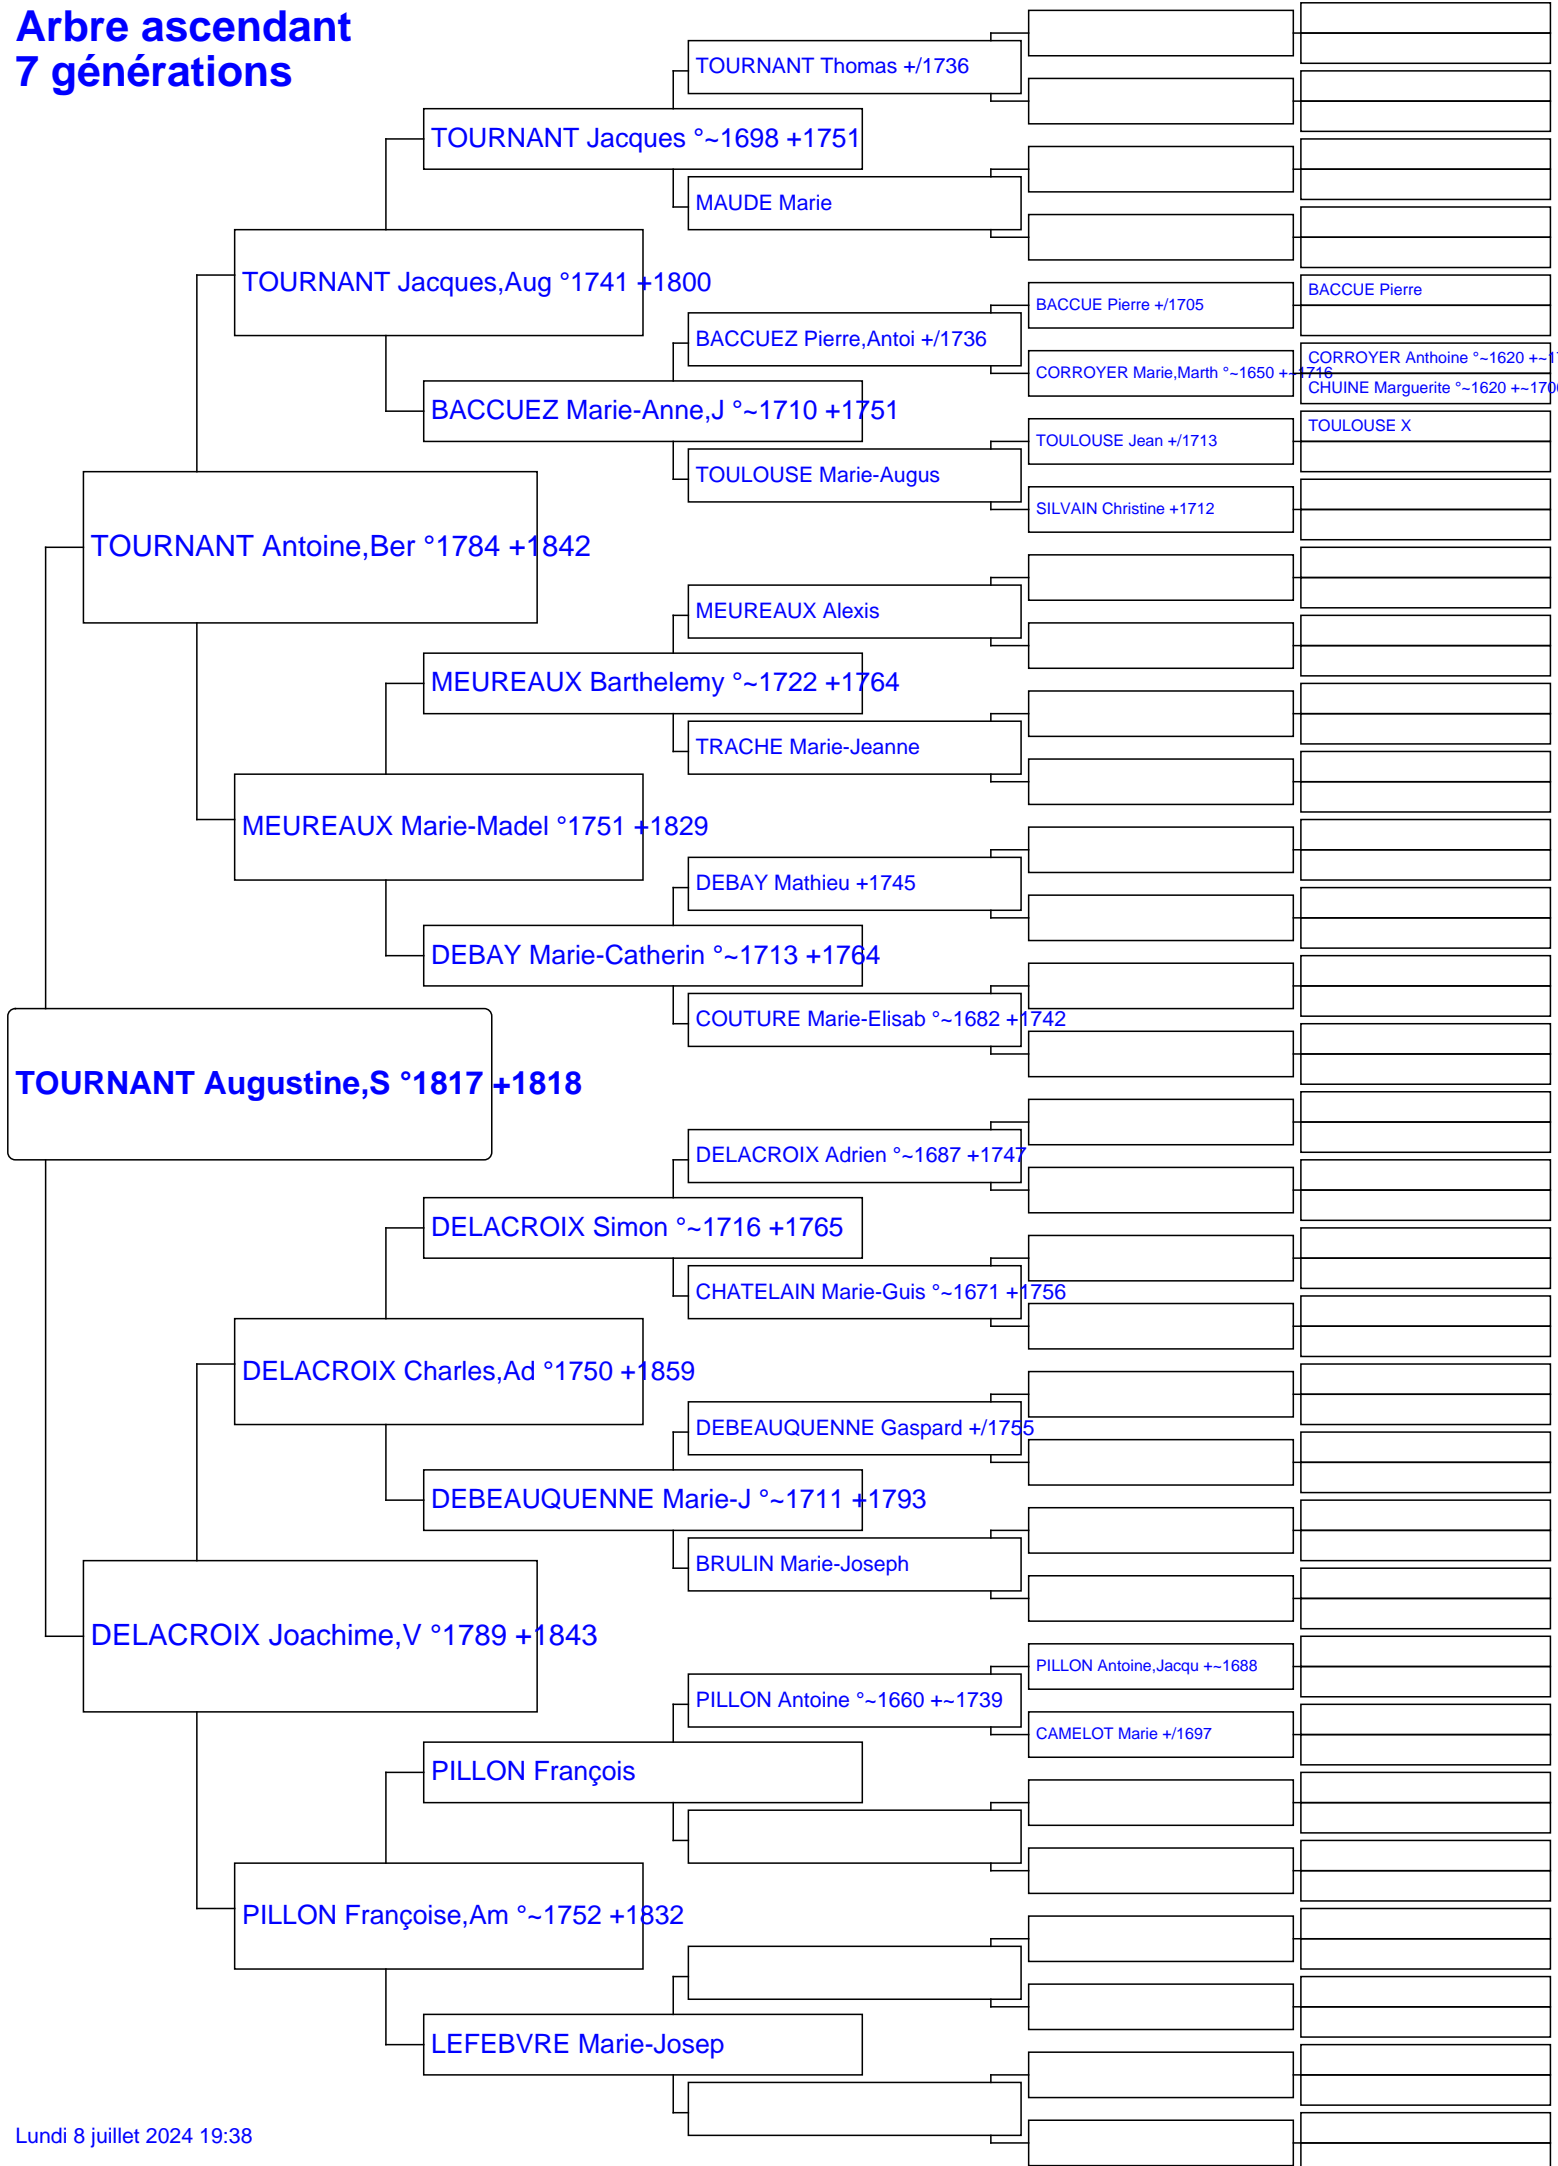 Arbre ascendant
7 générations
TOURNANT Thomas +/1736
TOURNANT Jacques °~1698 +1751
MAUDE Marie
TOURNANT Jacques,Aug °1741 +1800
BACCUE Pierre
BACCUE Pierre +/1705
BACCUEZ Pierre,Antoi +/1736
CORROYER Anthoine °~1620 +~1
CORROYER Marie,Marth °~1650 +~1716
CHUINE Marguerite °~1620 +~170
BACCUEZ Marie-Anne,J °~1710 +1751
TOULOUSE X
TOULOUSE Jean +/1713
TOULOUSE Marie-Augus
SILVAIN Christine +1712
TOURNANT Antoine,Ber °1784 +1842
MEUREAUX Alexis
MEUREAUX Barthelemy °~1722 +1764
TRACHE Marie-Jeanne
MEUREAUX Marie-Madel °1751 +1829
DEBAY Mathieu +1745
DEBAY Marie-Catherin °~1713 +1764
COUTURE Marie-Elisab °~1682 +1742
TOURNANT Augustine,S °1817 +1818
DELACROIX Adrien °~1687 +1747
DELACROIX Simon °~1716 +1765
CHATELAIN Marie-Guis °~1671 +1756
DELACROIX Charles,Ad °1750 +1859
DEBEAUQUENNE Gaspard +/1755
DEBEAUQUENNE Marie-J °~1711 +1793
BRULIN Marie-Joseph
DELACROIX Joachime,V °1789 +1843
PILLON Antoine,Jacqu +~1688
PILLON Antoine °~1660 +~1739
CAMELOT Marie +/1697
PILLON François
PILLON Françoise,Am °~1752 +1832
LEFEBVRE Marie-Josep
Lundi 8 juillet 2024 19:38